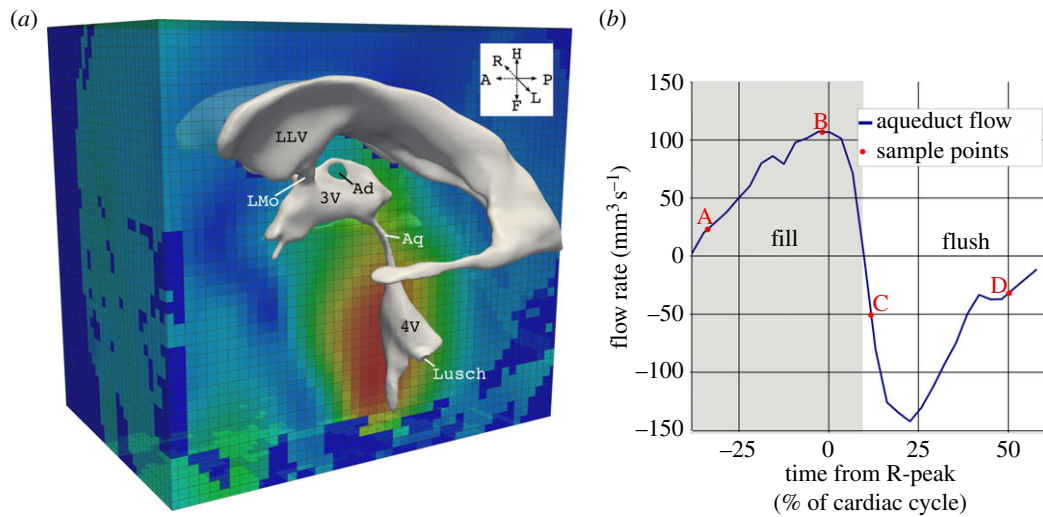 (a)
H
R
A P
L
F
LLV
LMo
3V
Ad
Aq
4V
Lusch
(b)
150
100
50
0
−50
−100
−150
flow rate (mm³ s⁻¹)
aqueduct flow
sample points
A
B
C
D
fill
flush
−25 0 25 50
time from R-peak
(% of cardiac cycle)